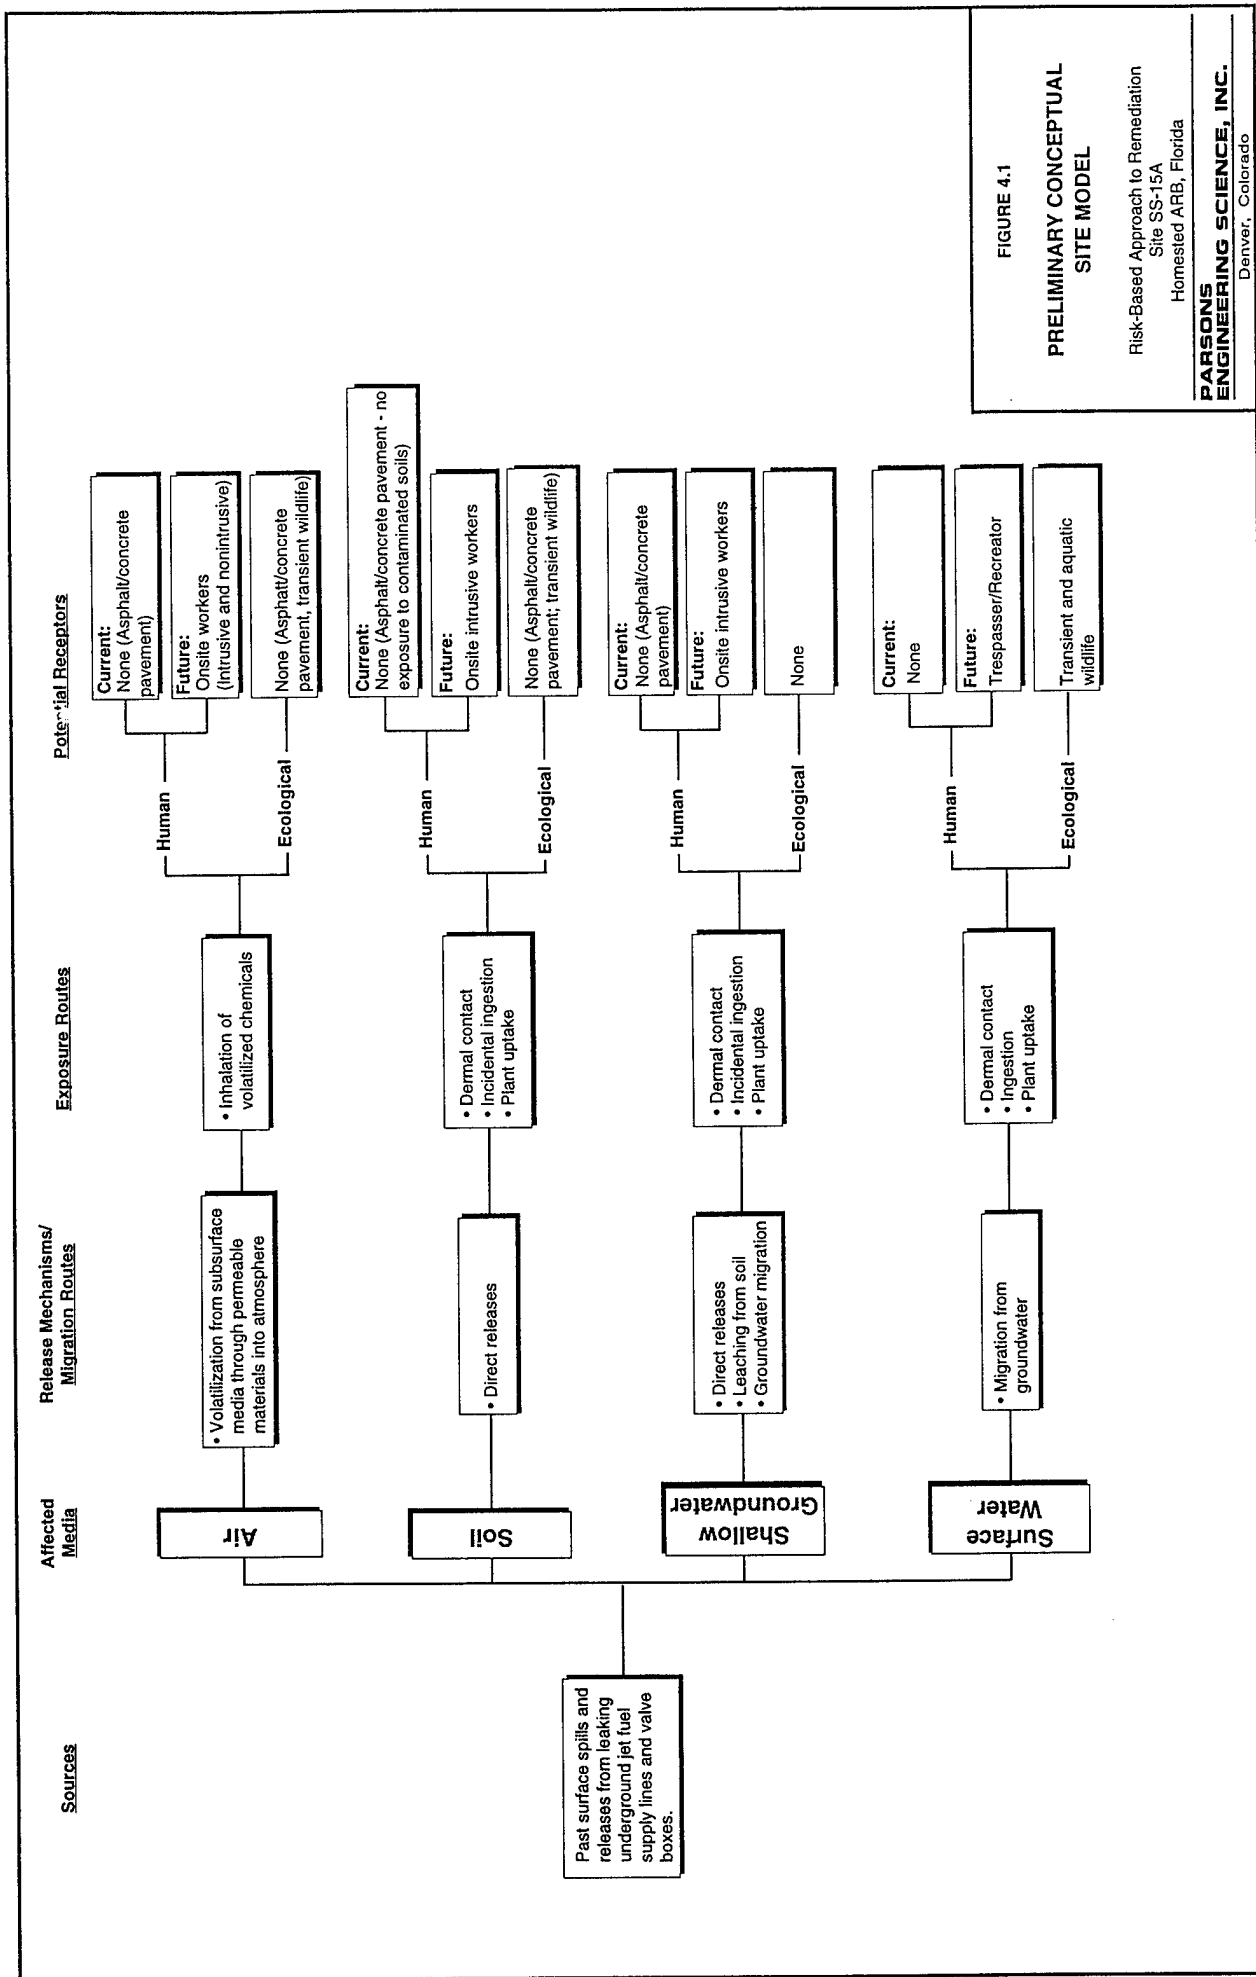 Sources
Affected
Media
Release Mechanisms/
Migration Routes
Exposure Routes
Potential Receptors
Past surface spills and
releases from leaking
underground jet fuel
supply lines and valve
boxes.
Air
• Volatilization from subsurface
media through permeable
materials into atmosphere
• Inhalation of
volatilized chemicals
Human
Current:
None (Asphalt/concrete
pavement)
Future:
Onsite workers
(Intrusive and nonintrusive)
Ecological
None (Asphatt/concrete
pavement, transient wildlife)
Soil
• Direct releases
• Dermal contact
• Incidental ingestion
• Plant uptake
Human
Current:
None (Asphalt/concrete pavement - no
exposure to contaminated soils)
Future:
Onsite intrusive workers
Ecological
None (Asphalt/concrete
pavement; transient wildlife)
Shallow
Groundwater
• Direct releases
• Leaching from soil
• Groundwater migration
• Dermal contact
• Incidental ingestion
• Plant uptake
Human
Current:
None (Asphalt/concrete
pavement)
Future:
Onsite intrusive workers
Ecological
None
Surface
Water
• Migration from
groundwater
• Dermal contact
• Ingestion
• Plant uptake
Human
Current:
None
Future:
Trespasser/Recreator
Ecological
Transient and aquatic
wildlife
FIGURE 4.1
PRELIMINARY CONCEPTUAL
SITE MODEL
Risk-Based Approach to Remediation
Site SS-15A
Homested ARB, Florida
PARSONS
ENGINEERING SCIENCE, INC.
Denver, Colorado